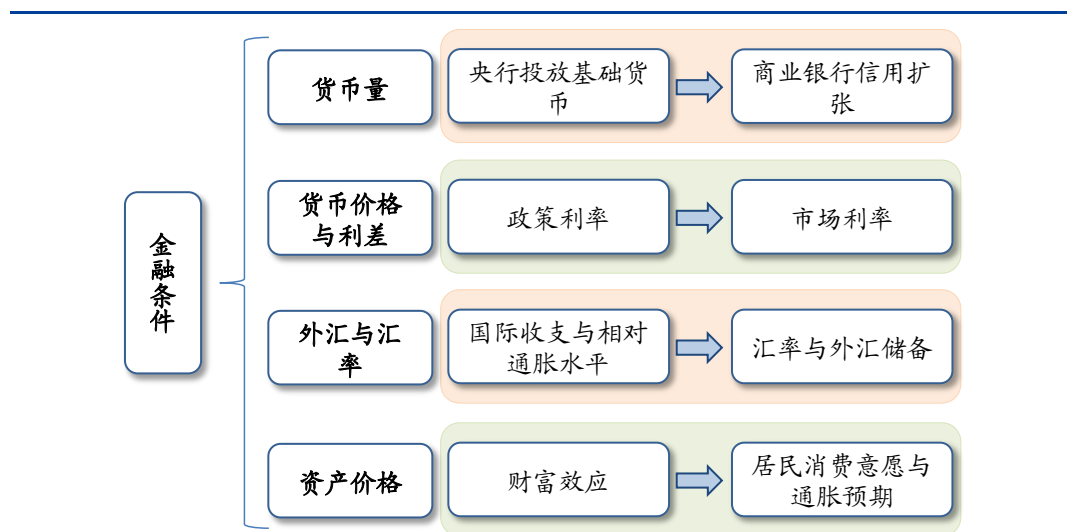 货币量
央行投放基础货
币
商业银行信用扩
张
货币价格
与利差
政策利率
市场利率
金
融
条
件
外汇与汇
率
国际收支与相对
通胀水平
汇率与外汇储备
资产价格
财富效应
居民消费意愿与
通胀预期